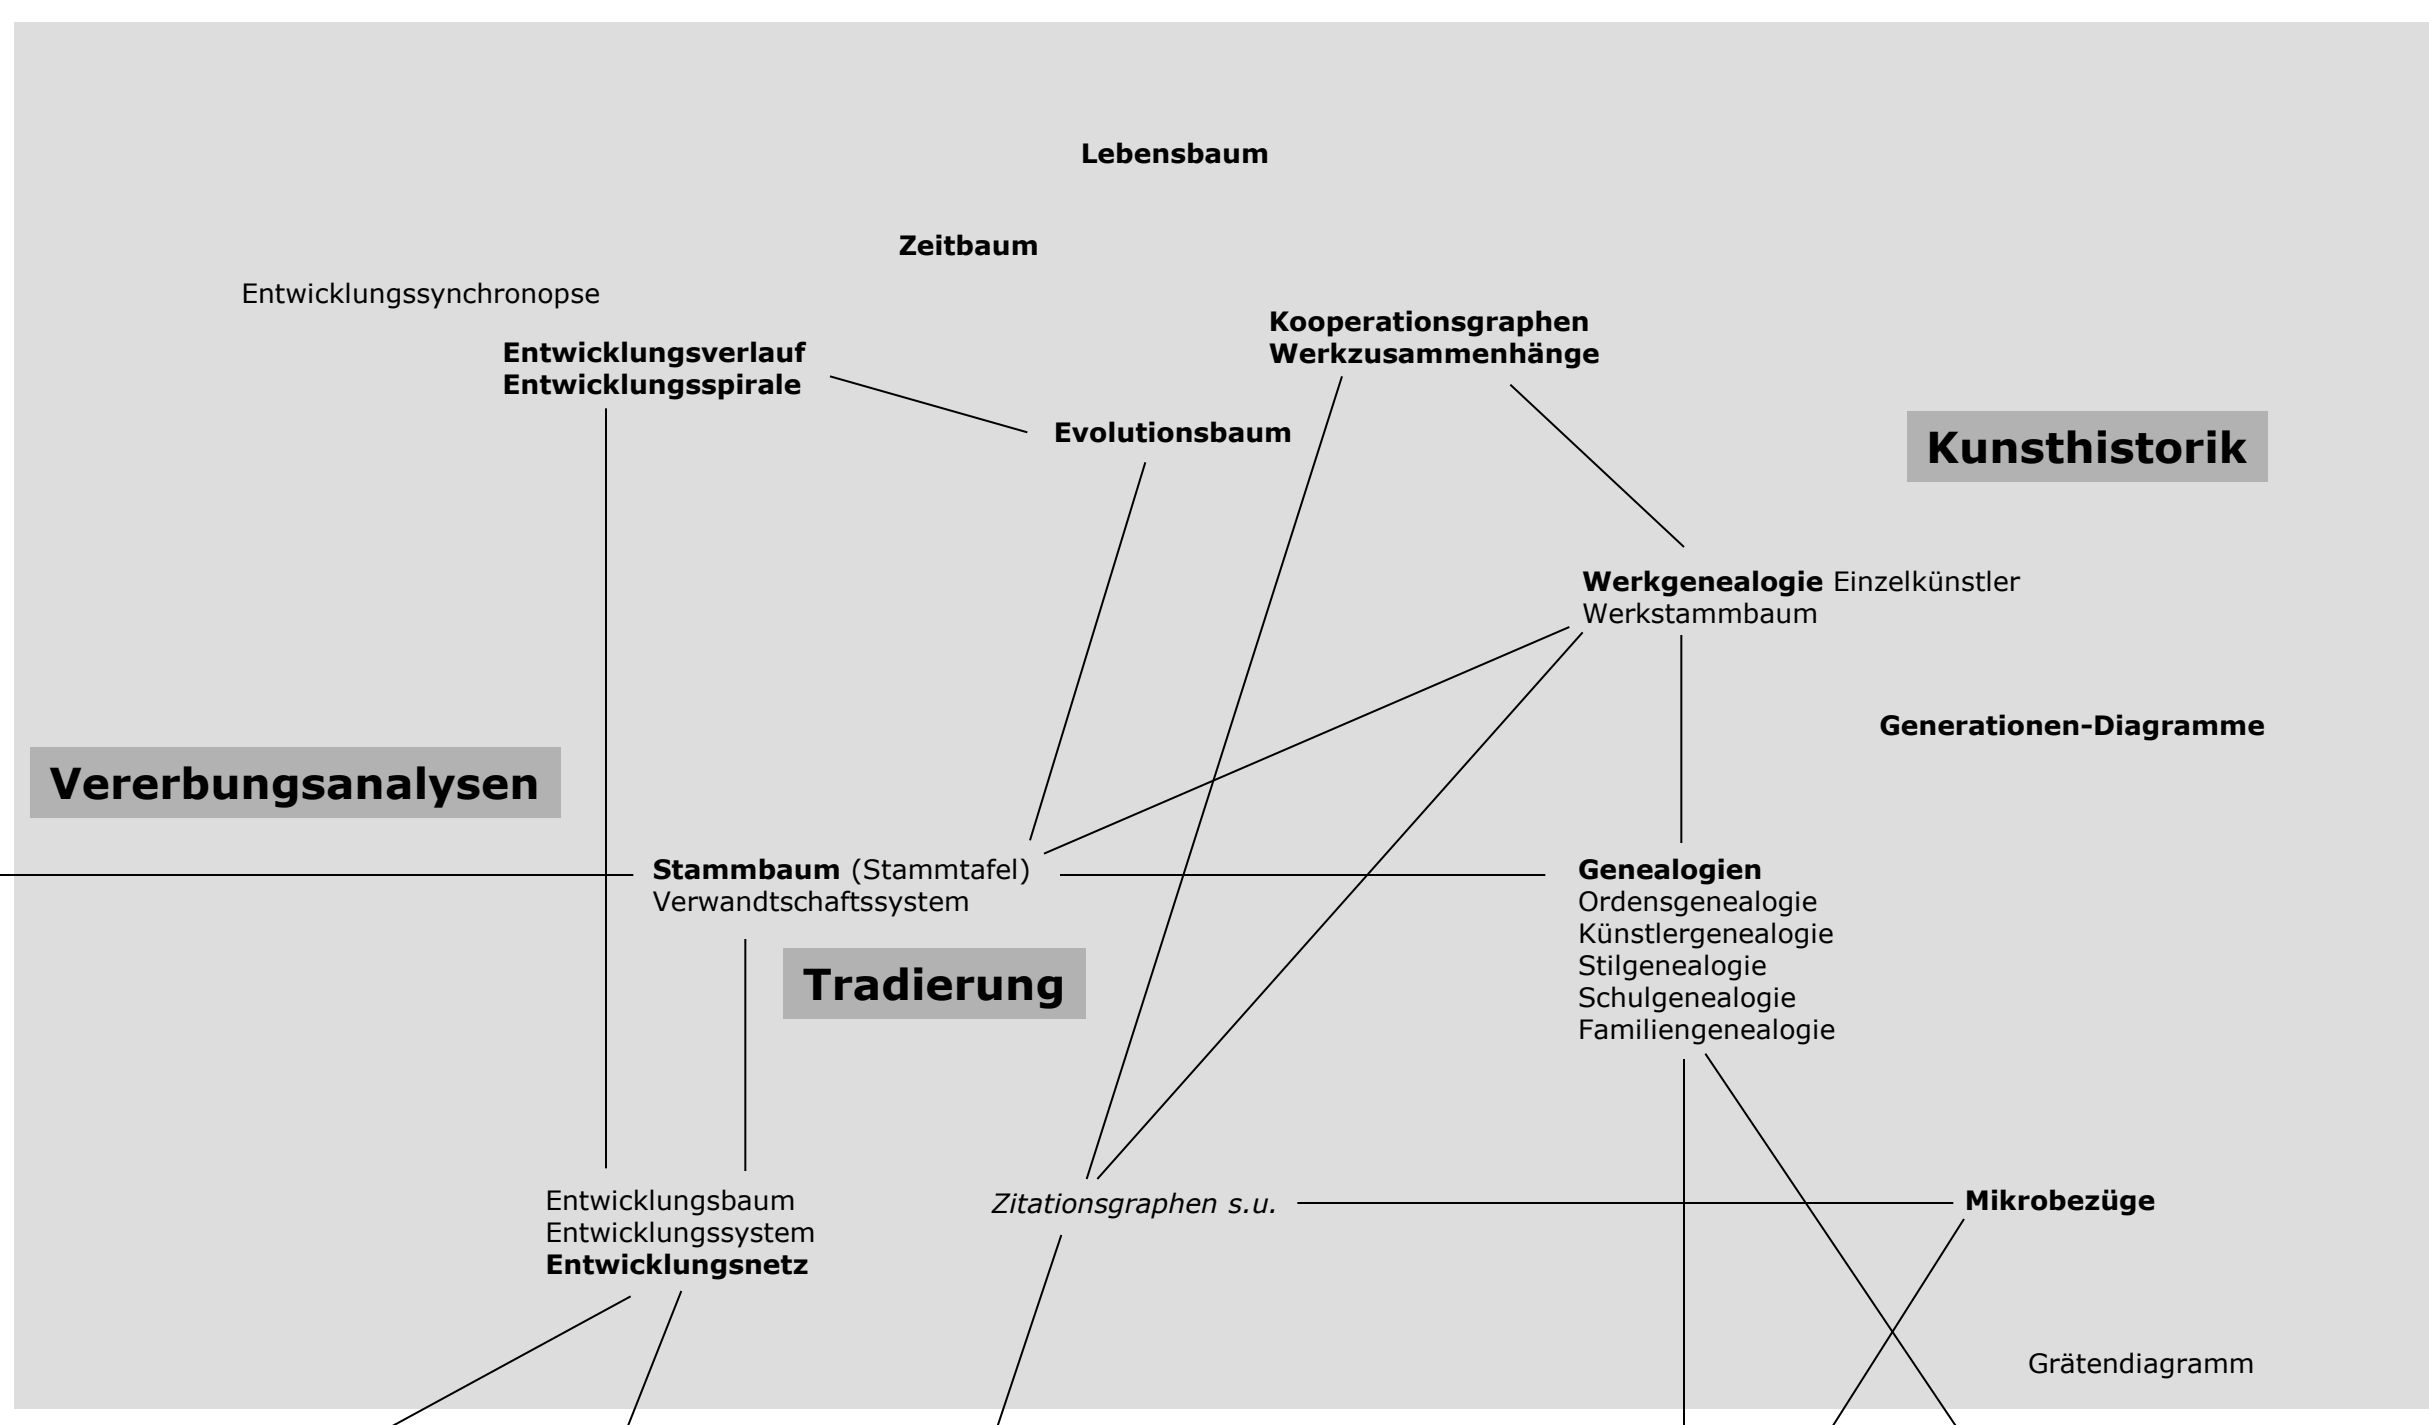 Lebensbaum
Zeitbaum
Entwicklungssynchronopse
Kooperationsgraphen
Werkzusammenhänge
Entwicklungsverlauf
Entwicklungsspirale
Evolutionsbaum
Kunsthistorik
Werkgenealogie Einzelkünstler
Werkstammbaum
Generationen-Diagramme
Vererbungsanalysen
Stammbaum (Stammtafel)
Verwandtschaftssystem
Genealogien
Ordensgenealogie
Künstlergenealogie
Stilgenealogie
Schulgenealogie
Familiengenealogie
Tradierung
Entwicklungsbaum
Entwicklungssystem
Entwicklungsnetz
Zitationsgraphen s.u.
Mikrobezüge
Grätendiagramm